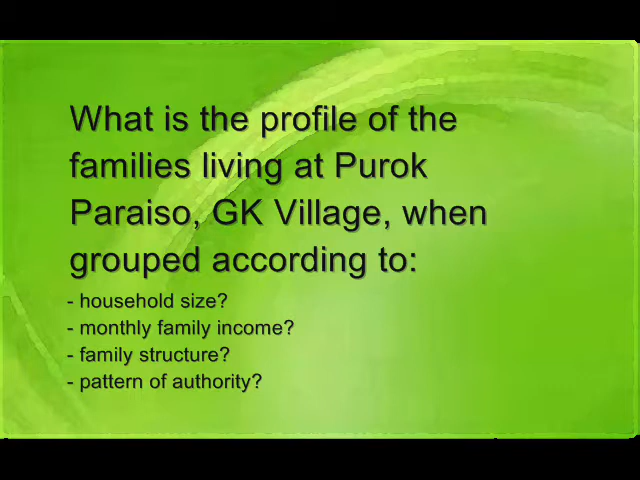 What is the profile of the
families living at Purok
Paraiso, GK Village, when
grouped according to:
- household size?
- monthly family income?
- family structure?
- pattern of authority?